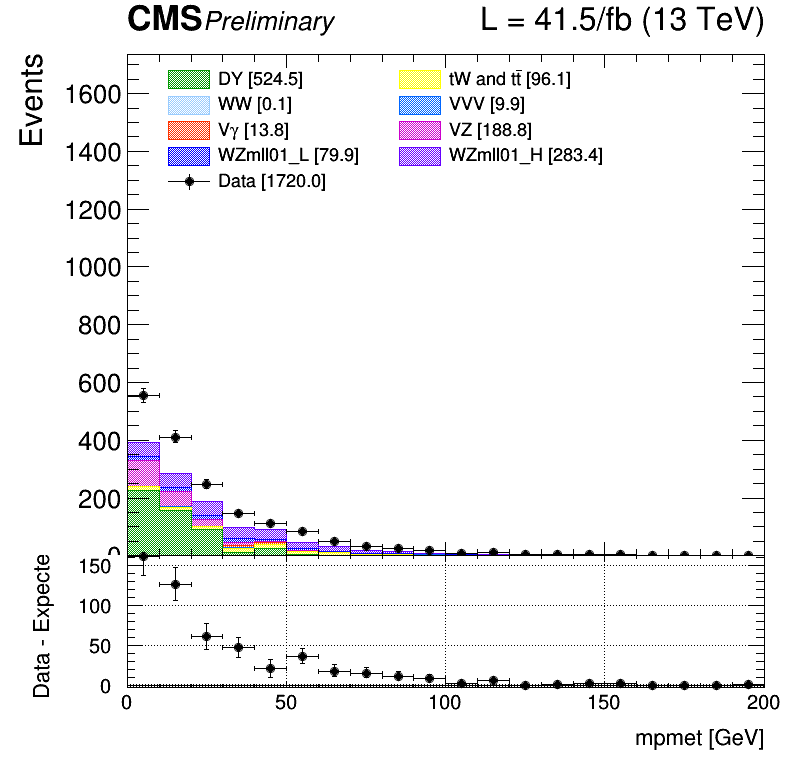 CMS Preliminary L = 41.5/fb (13 TeV)
Events
1600
1400
1200
1000
800
600
400
200
0
DY [524.5]
tW and tt̄ [96.1]
WW [0.1]
VVV [9.9]
Vγ [13.8]
VZ [188.8]
WZmll01_L [79.9]
WZmll01_H [283.4]
Data [1720.0]
Data - Expecte
150
100
50
0
0 50 100 150 200
mpmet [GeV]